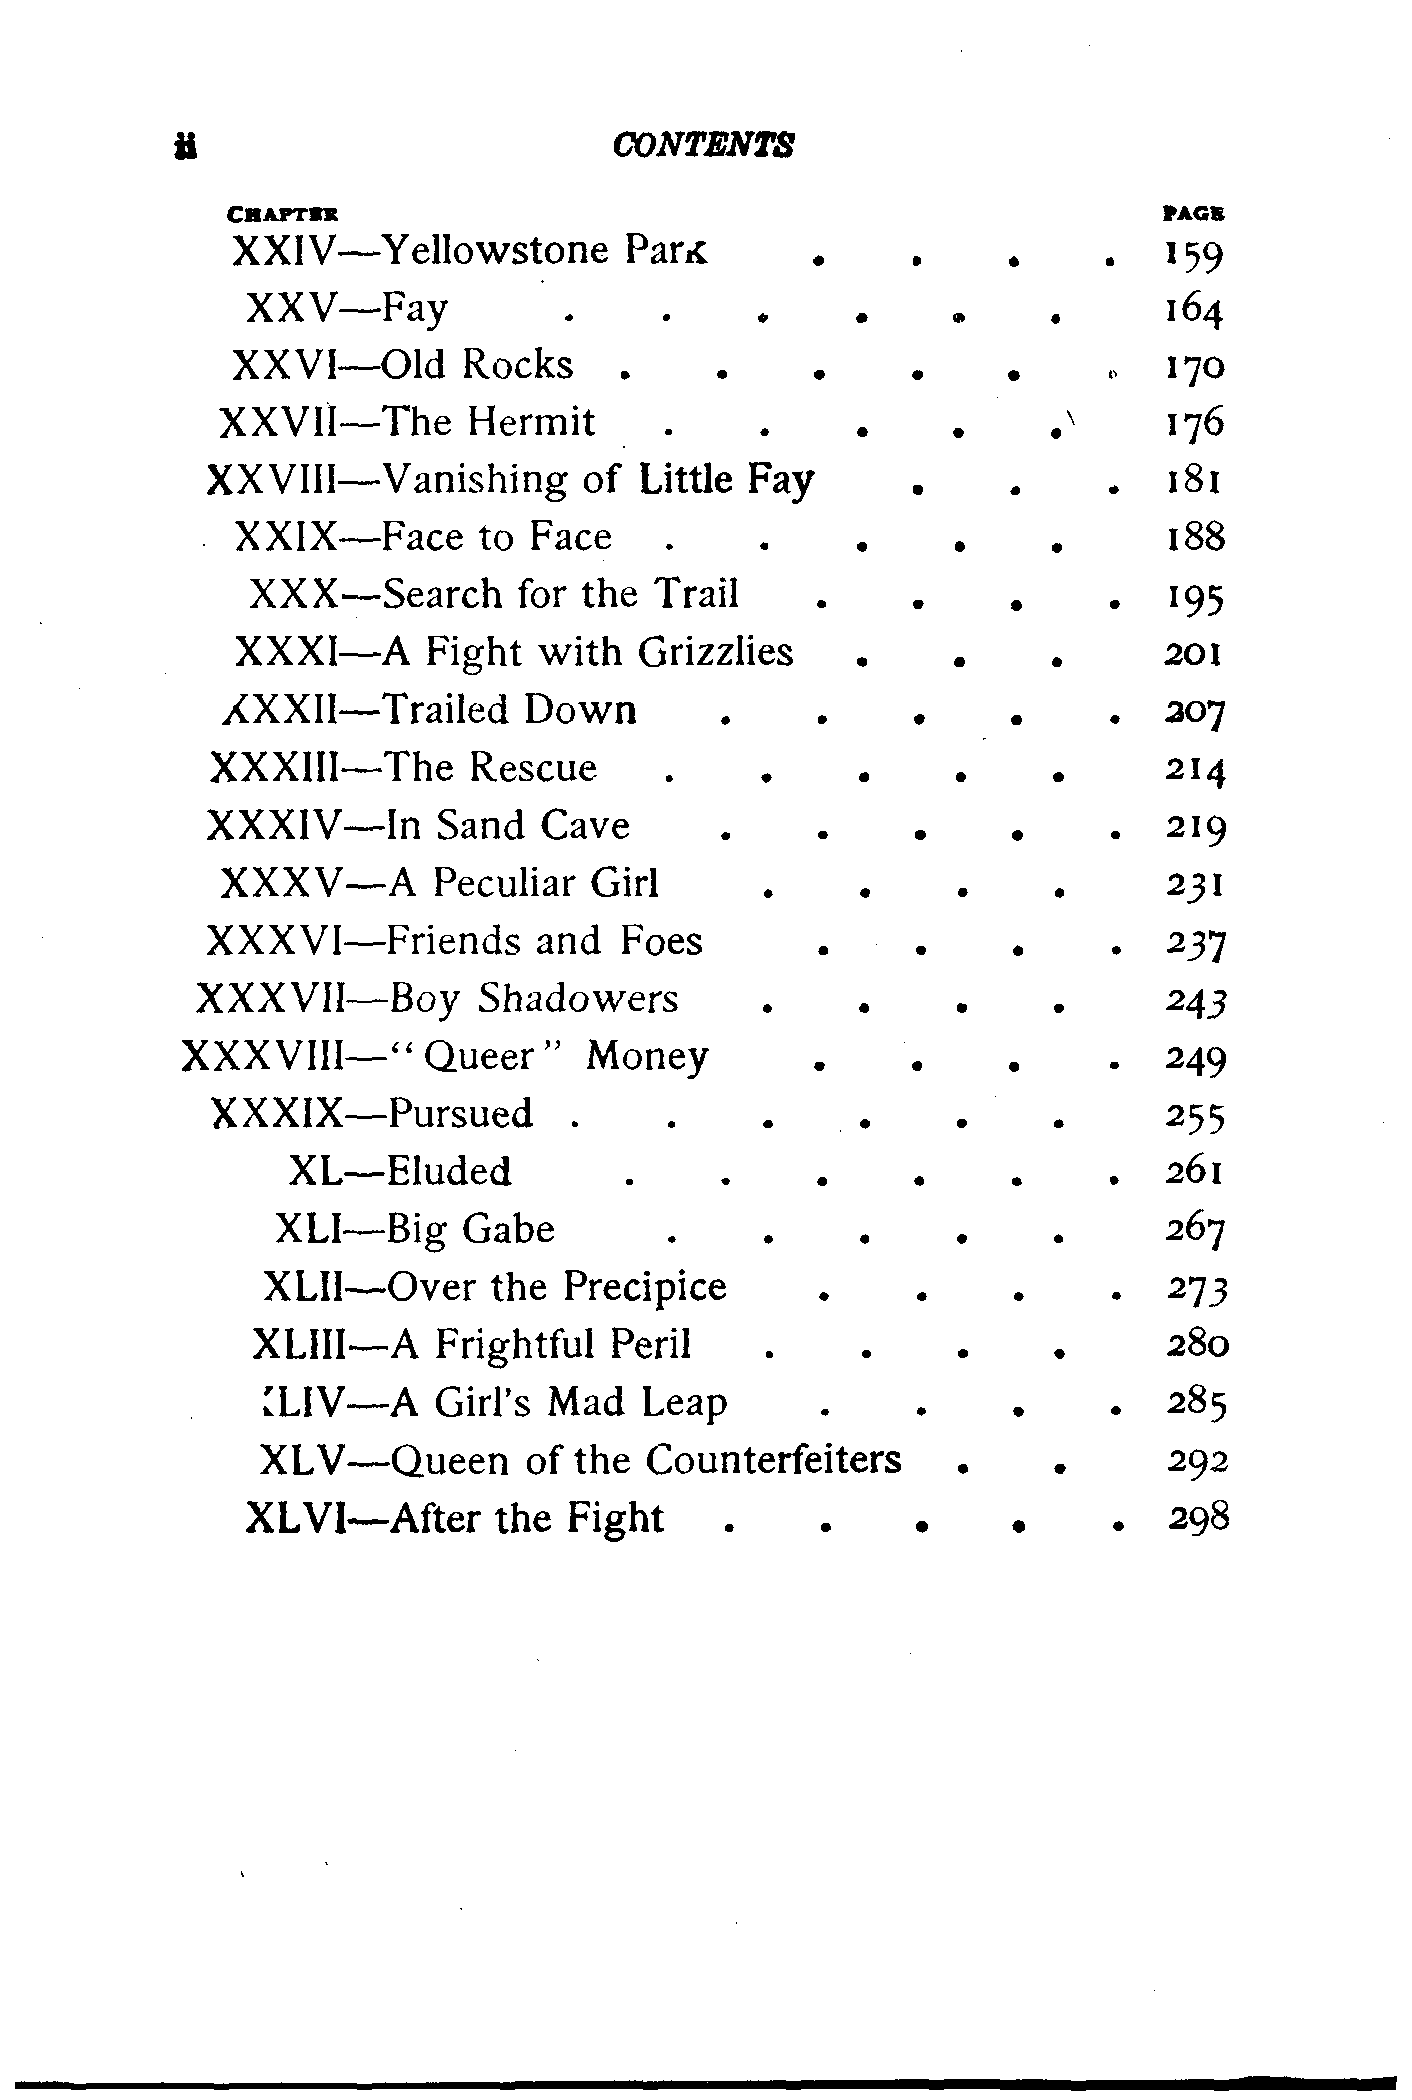 ii CONTENTS
CHAPTER PAGE
XXIV—Yellowstone Park . . . . 159
XXV—Fay . . . . . . 164
XXVI—Old Rocks . . . . . . 170
XXVII—The Hermit . . . . . 176
XXVIII—Vanishing of Little Fay . . . 181
XXIX—Face to Face . . . . . 188
XXX—Search for the Trail . . . . 195
XXXI—A Fight with Grizzlies . . . 201
XXXII—Trailed Down . . . . . 207
XXXIII—The Rescue . . . . . 214
XXXIV—In Sand Cave . . . . . 219
XXXV—A Peculiar Girl . . . . 231
XXXVI—Friends and Foes . . . . 237
XXXVII—Boy Shadowers . . . . 243
XXXVIII—“Queer” Money . . . . 249
XXXIX—Pursued . . . . . . 255
XL—Eluded . . . . . . 261
XLI—Big Gabe . . . . . 267
XLII—Over the Precipice . . . . 273
XLIII—A Frightful Peril . . . . 280
XLIV—A Girl’s Mad Leap . . . . 285
XLV—Queen of the Counterfeiters . . 292
XLVI—After the Fight . . . . . 298